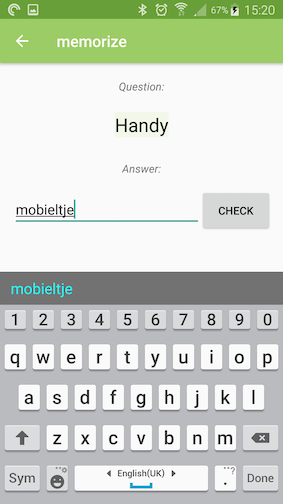 67% 15:20
memorize
Question:
Handy
Answer:
mobieltje CHECK
mobieltje
1 2 3 4 5 6 7 8 9 0
q w e r t y u i o p
a s d f g h j k l
z x c v b n m
Sym English(UK) . ,? Done